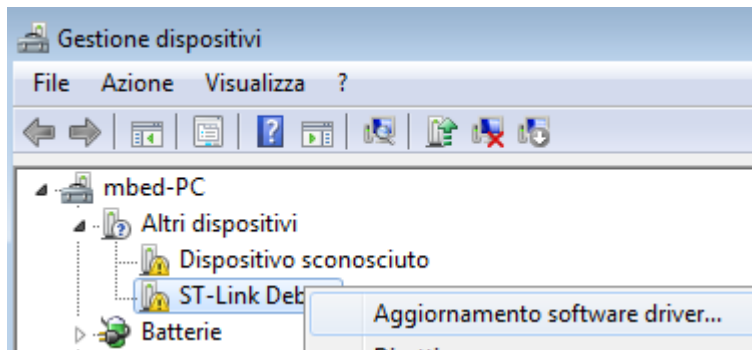 Gestione dispositivi
File Azione Visualizza ?
mbed-PC
Altri dispositivi
Dispositivo sconosciuto
ST-Link
Aggiornamento software driver...
Batterie